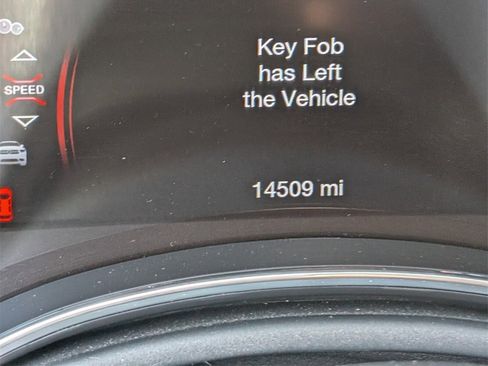 Key Fob
has Left
the Vehicle
SPEED
14509 mi